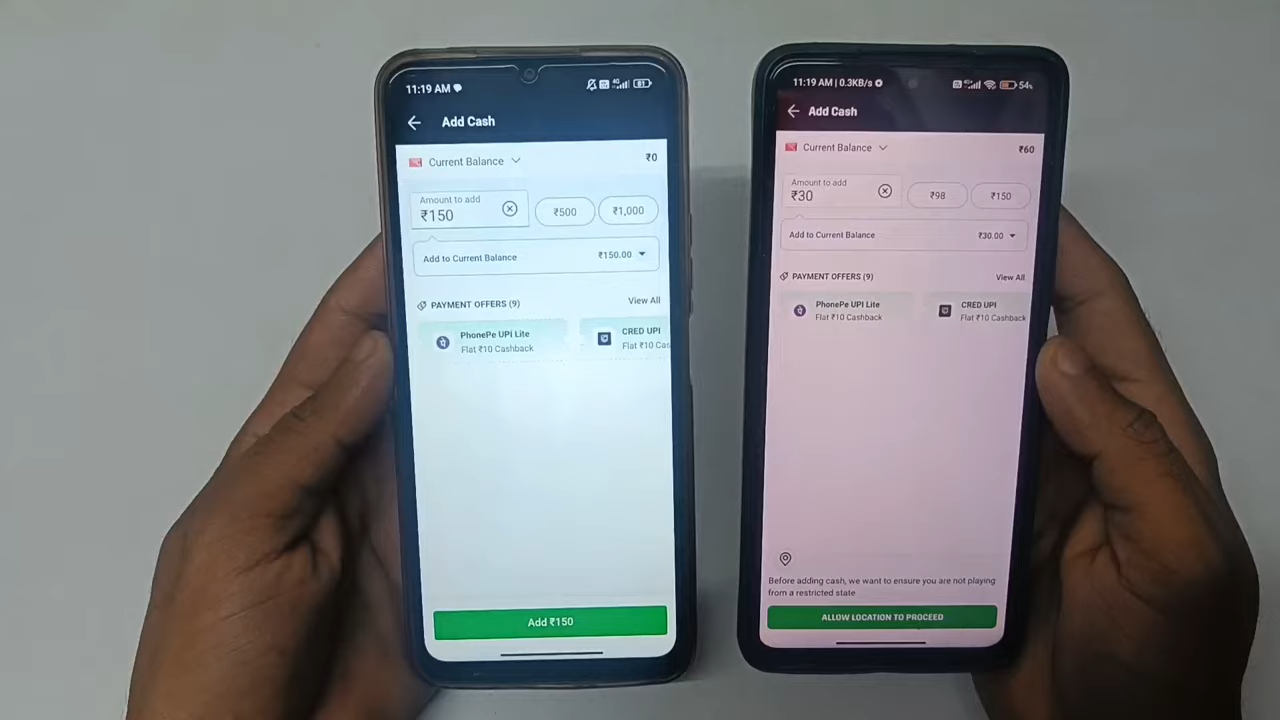 11:19 AM
4G
81
Add Cash
Current Balance
₹0
Amount to add
₹150
₹500
₹1,000
Add to Current Balance
₹150.00
PAYMENT OFFERS (9)
View All
PhonePe UPI Lite
Flat ₹10 Cashback
CRED UPI
Flat ₹10 Cas
Add ₹150
11:19 AM | 0.3KB/s
54%
Add Cash
Current Balance
₹60
Amount to add
₹30
₹98
₹150
Add to Current Balance
₹30.00
PAYMENT OFFERS (9)
View All
PhonePe UPI Lite
Flat ₹10 Cashback
CRED UPI
Flat ₹10 Cashback
Before adding cash, we want to ensure you are not playing
from a restricted state
ALLOW LOCATION TO PROCEED